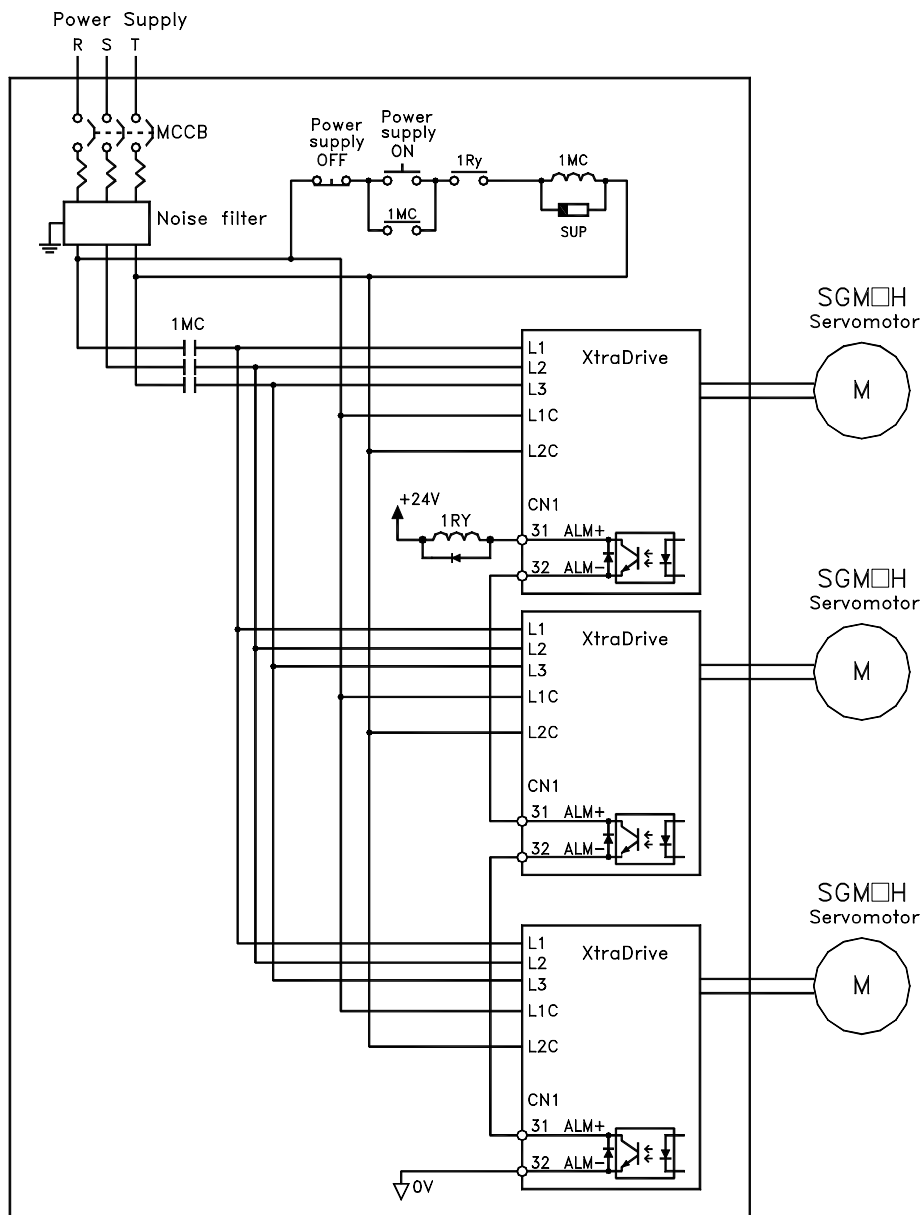 Power Supply
R S T
MCCB
Noise filter
Power
supply
OFF
Power
supply
ON
1MC
1Ry
1MC
SUP
1MC
SGM□H
Servomotor
M
XtraDrive
L1
L2
L3
L1C
L2C
CN1
+24V
1RY
31 ALM+
32 ALM-
SGM□H
Servomotor
M
XtraDrive
L1
L2
L3
L1C
L2C
CN1
31 ALM+
32 ALM-
SGM□H
Servomotor
M
XtraDrive
L1
L2
L3
L1C
L2C
CN1
31 ALM+
32 ALM-
0V